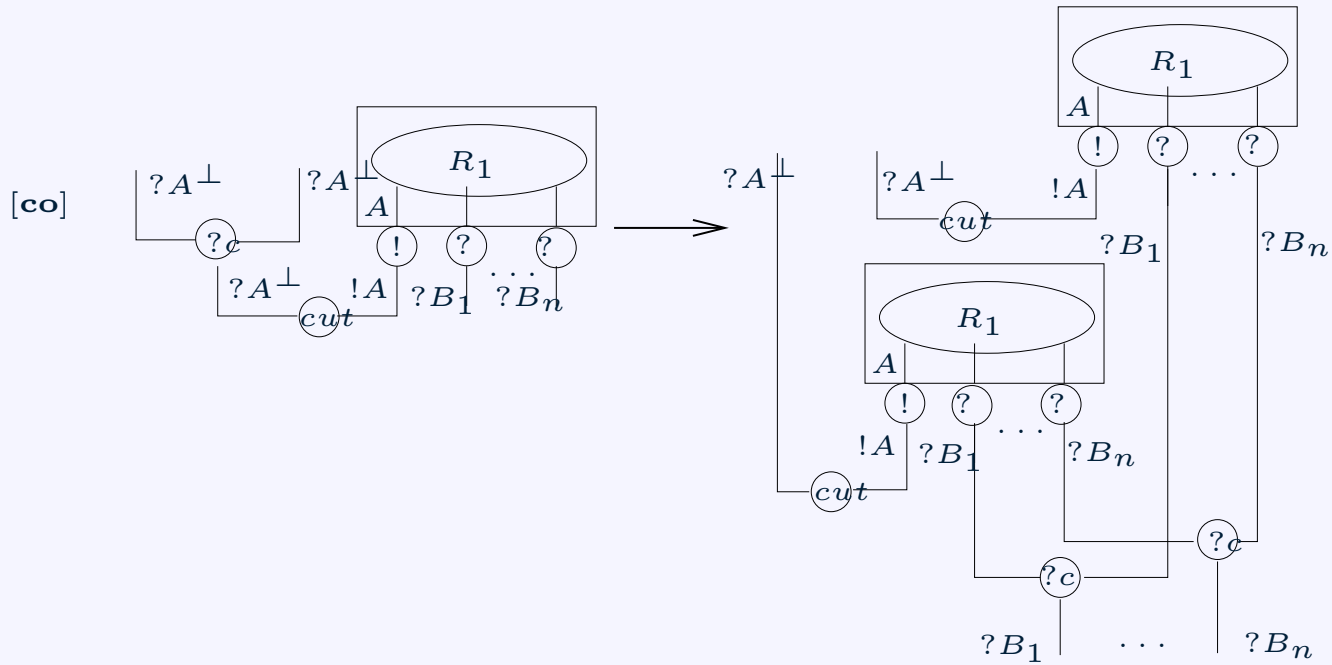 R₁
A
! ? ?
?A⊥ ?A⊥ !A . . .
cut
?B₁ ?Bₙ
R₁
[co] ?A⊥ ?A⊥
A
?c ! ? ?
. . .
?A⊥ !A ?B₁ ?Bₙ
cut
R₁
A
! ? ?
. . .
!A ?B₁ ?Bₙ
cut
?c
?c
?B₁ . . . ?Bₙ